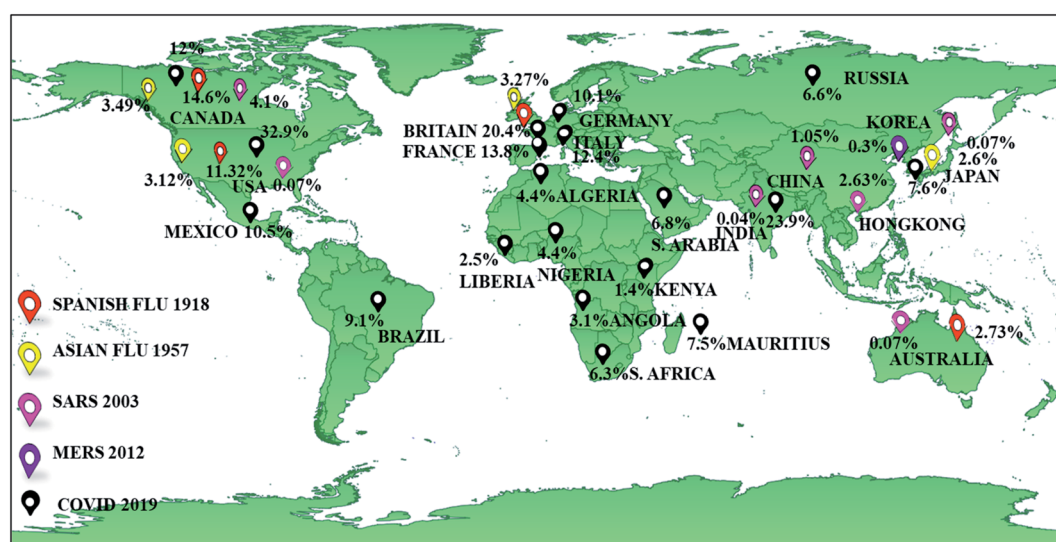 12%
3.49%
14.6%
4.1%
CANADA
32.9%
3.12%
11.32%
USA
0.07%
MEXICO 10.5%
9.1%
BRAZIL
3.27%
10.1%
GERMANY
BRITAIN 20.4%
ITALY
FRANCE 13.8%
12.4%
4.4%ALGERIA
6.8%
S. ARABIA
2.5%
LIBERIA
4.4%
NIGERIA
1.4%KENYA
3.1%ANGOLA
7.5%MAURITIUS
6.3%S. AFRICA
RUSSIA
6.6%
KOREA
1.05%
0.3%
0.07%
2.6%
JAPAN
7.6%
CHINA
2.63%
0.04%
23.9%
INDIA
HONGKONG
0.07%
2.73%
AUSTRALIA
SPANISH FLU 1918
ASIAN FLU 1957
SARS 2003
MERS 2012
COVID 2019